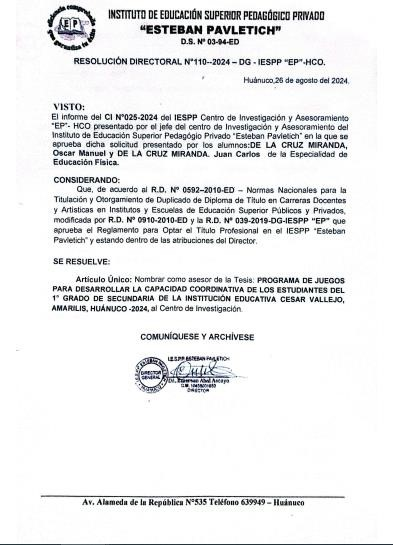 INSTITUTO DE EDUCACIÓN SUPERIOR PEDAGÓGICO PRIVADO
"ESTEBAN PAVLETICH"
D.S. Nº 03-94-ED
RESOLUCIÓN DIRECTORAL Nº110--2024 – DG - IESPP "EP"-HCO.
Huánuco,26 de agosto del 2024.
VISTO:
El informe del CI Nº025-2024 del IESPP Centro de Investigación y Asesoramiento
"EP"- HCO presentado por el jefe del centro de Investigación y Asesoramiento del
Instituto de Educación Superior Pedagógio Privado "Esteban Pavletich" en la que se
aprueba dicha solicitud presentado por los alumnos:DE LA CRUZ MIRANDA,
Oscar Manuel y DE LA CRUZ MIRANDA. Juan Carlos de la Especialidad de
Educación Física.
CONSIDERANDO:
Que, de acuerdo al R.D. Nº 0592–2010-ED – Normas Nacionales para la
Titulación y Otorgamiento de Duplicado de Diploma de Título en Carreras Docentes
y Artísticas en Institutos y Escuelas de Educación Superior Públicos y Privados,
modificada por R.D. Nº 0910-2010-ED y la R.D. Nº 039-2019-DG-IESPP "EP" que
aprueba el Reglamento para Optar el Título Profesional en el IESPP "Esteban
Pavletich" y estando dentro de las atribuciones del Director.
SE RESUELVE:
Artículo Único: Nombrar como asesor de la Tesis: PROGRAMA DE JUEGOS
PARA DESARROLLAR LA CAPACIDAD COORDINATIVA DE LOS ESTUDIANTES DEL
1° GRADO DE SECUNDARIA DE LA INSTITUCIÓN EDUCATIVA CESAR VALLEJO,
AMARILIS, HUÁNUCO -2024, al Centro de Investigación.
COMUNÍQUESE Y ARCHÍVESE
I.E.S.P.P. ESTEBAN PAVLETICH
DIRECTOR
GENERAL
DIRECTOR
Av. Alameda de la República Nº535 Teléfono 639949 – Huánuco